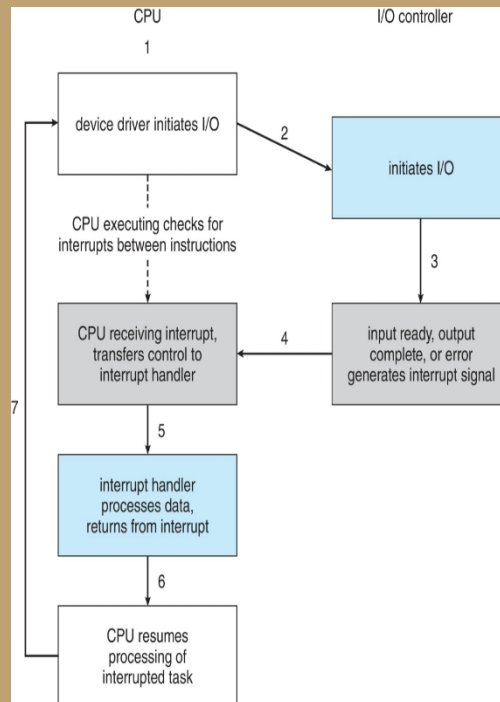 CPU
I/O controller
1
device driver initiates I/O
2
initiates I/O
CPU executing checks for
interrupts between instructions
3
CPU receiving interrupt,
transfers control to
interrupt handler
4
input ready, output
complete, or error
generates interrupt signal
7
5
interrupt handler
processes data,
returns from interrupt
6
CPU resumes
processing of
interrupted task